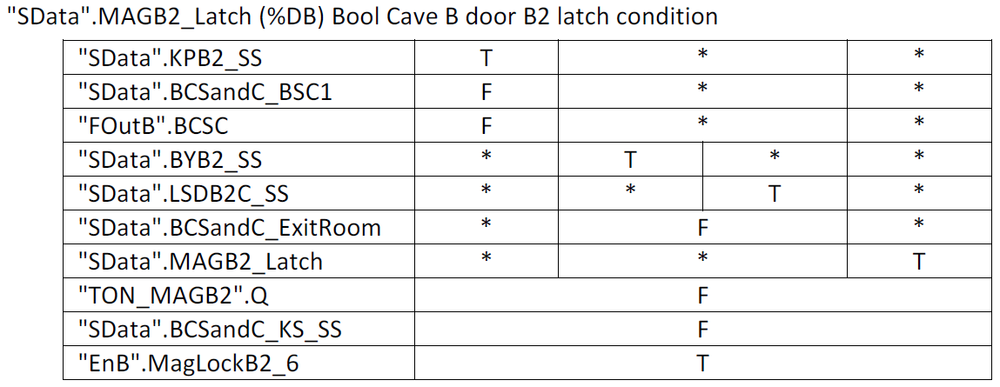 "SData".MAGB2_Latch (%DB) Bool Cave B door B2 latch condition
"SData".KPB2_SS T * *
"SData".BCSandC_BSC1 F * *
"FOutB".BCSC F * *
"SData".BYB2_SS * T * *
"SData".LSDB2C_SS * * T *
"SData".BCSandC_ExitRoom * F *
"SData".MAGB2_Latch * * T
"TON_MAGB2".Q F
"SData".BCSandC_KS_SS F
"EnB".MagLockB2_6 T